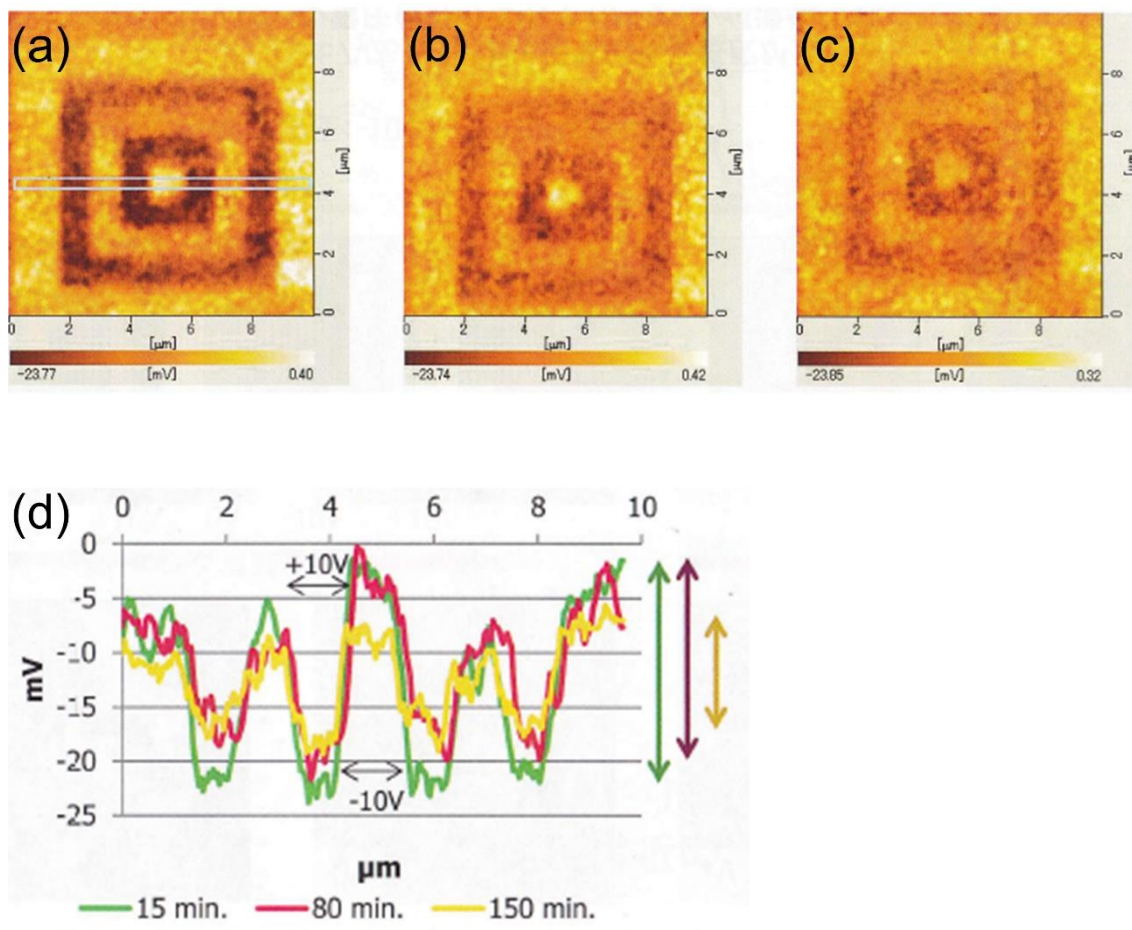 (a)
8
6
[μm]
4
2
0
0 2 4 6 8
[μm]
-23.77 [mV] 0.40
(b)
8
6
[μm]
4
2
0
0 2 4 6 8
[μm]
-23.74 [mV] 0.42
(c)
8
6
[μm]
4
2
0
0 2 4 6 8
[μm]
-23.85 [mV] 0.32
(d)
0 2 4 6 8 10
0
+10V
-5
-10
mV
-15
-20
-10V
-25
μm
15 min. 80 min. 150 min.